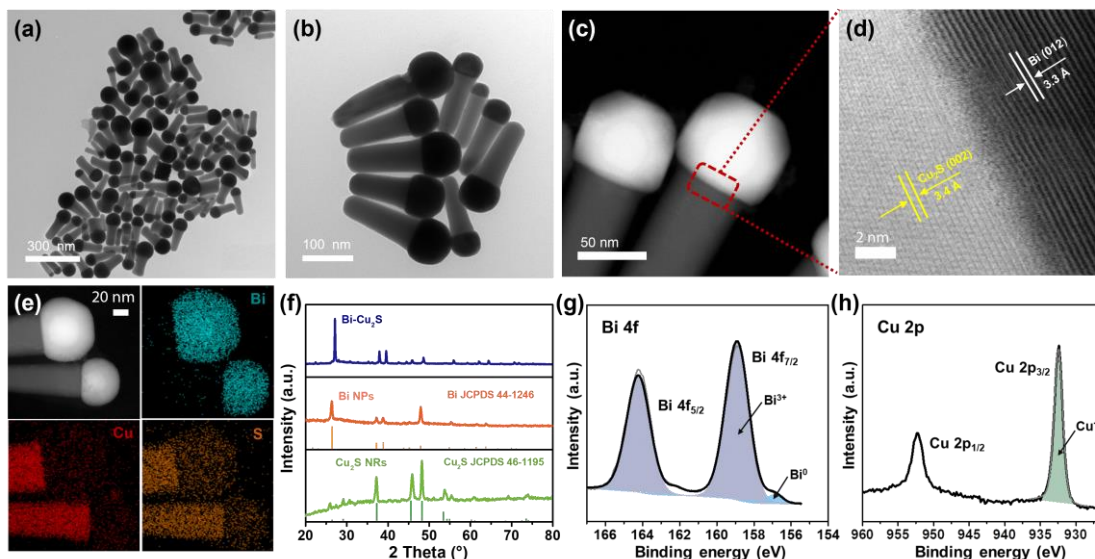 (a)
300 nm
(b)
100 nm
(c)
50 nm
(d)
Bi (012)
3.3 A
Cu₂S (002)
3.4 A
2 nm
(e)
20 nm
Bi
Cu
S
(f)
Intensity (a.u.)
Bi-Cu₂S
Bi NPs
Bi JCPDS 44-1246
Cu₂S NRs
Cu₂S JCPDS 46-1195
20 30 40 50 60 70 80
2 Theta (°)
(g)
Intensity (a.u.)
Bi 4f
Bi 4f₇/₂
Bi 4f₅/₂
Bi³⁺
Bi⁰
166 164 162 160 158 156 154
Binding energy (eV)
(h)
Intensity (a.u.)
Cu 2p
Cu 2p₃/₂
Cu⁺
Cu 2p₁/₂
960 955 950 945 940 935 930
Binding energy (eV)